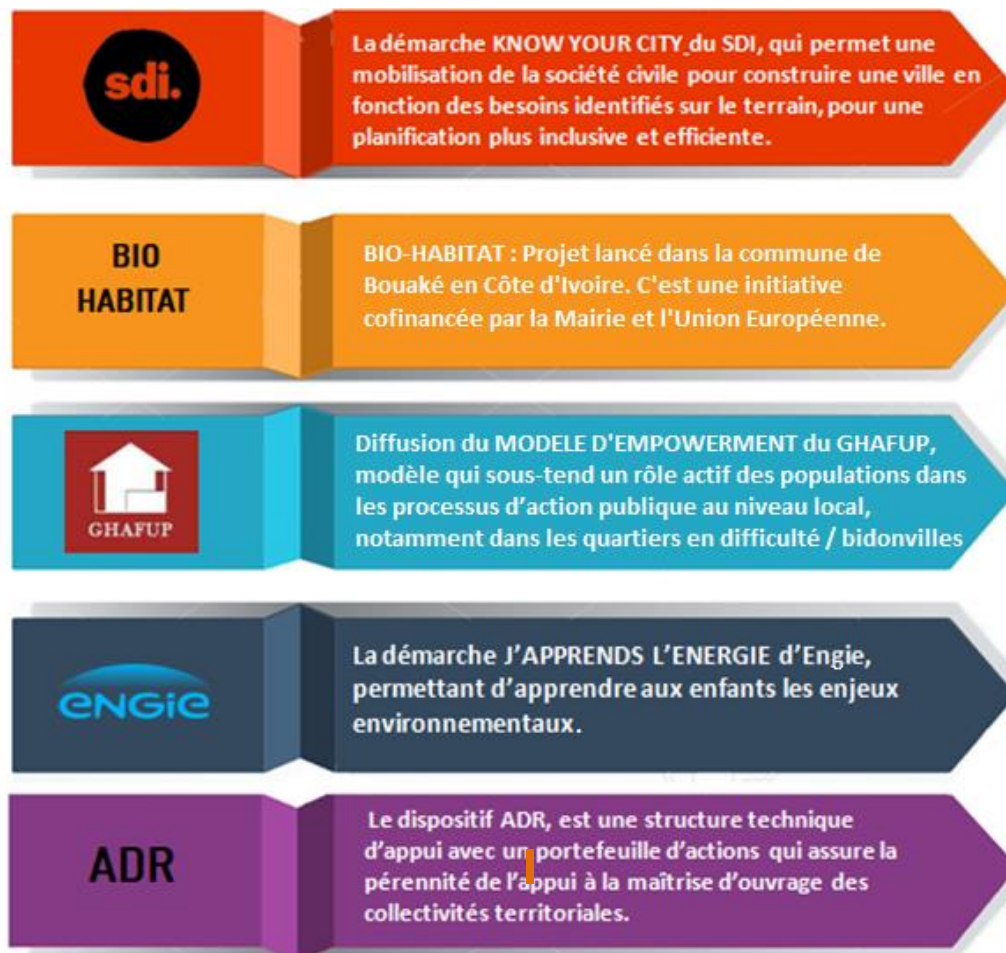 sdi.
La démarche KNOW YOUR CITY du SDI, qui permet une
mobilisation de la société civile pour construire une ville en
fonction des besoins identifiés sur le terrain, pour une
planification plus inclusive et efficiente.
BIO
HABITAT
BIO-HABITAT : Projet lancé dans la commune de
Bouaké en Côte d'Ivoire. C'est une initiative
cofinancée par la Mairie et l'Union Européenne.
GHAFUP
Diffusion du MODELE D'EMPOWERMENT du GHAFUP,
modèle qui sous-tend un rôle actif des populations dans
les processus d’action publique au niveau local,
notamment dans les quartiers en difficulté / bidonvilles
ENGIE
La démarche J’APPRENDS L’ENERGIE d’Engie,
permettant d’apprendre aux enfants les enjeux
environnementaux.
ADR
Le dispositif ADR, est une structure technique
d’appui avec un portefeuille d’actions qui assure la
pérennité de l’appui à la maîtrise d’ouvrage des
collectivités territoriales.